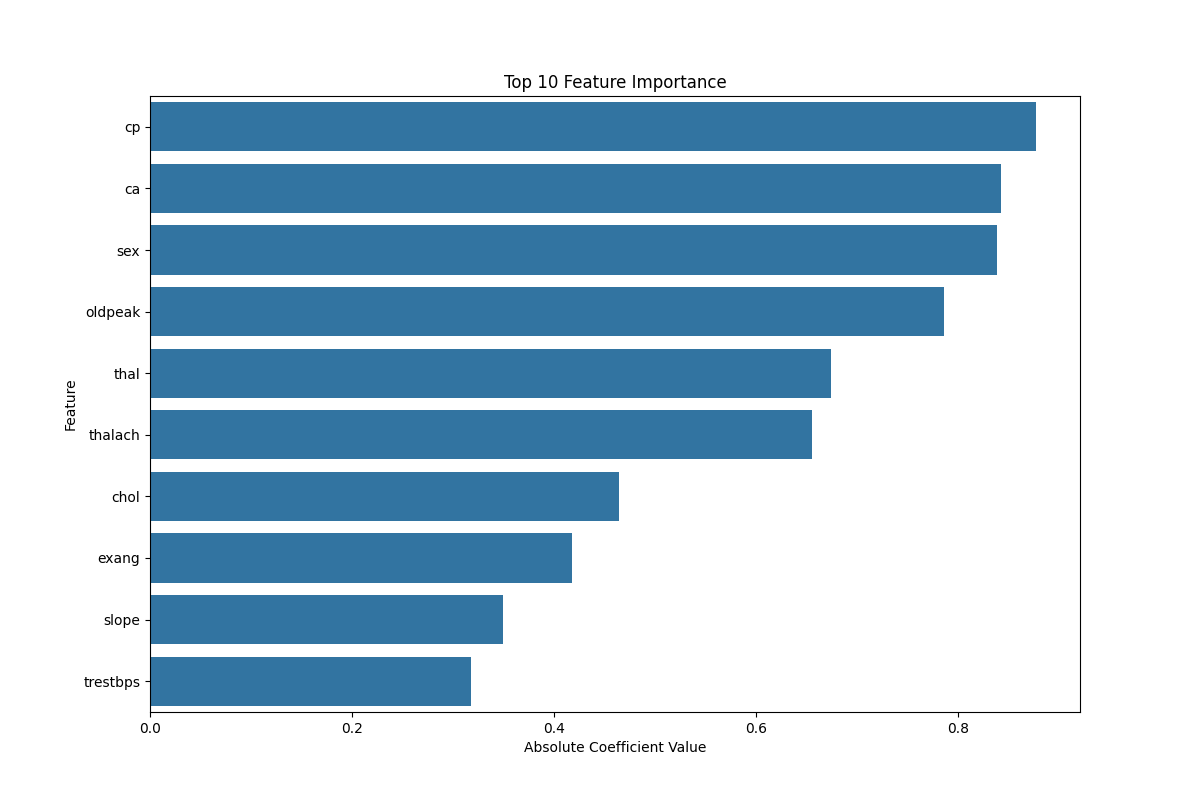 Top 10 Feature Importance
cp
ca
sex
oldpeak
thal
thalach
chol
exang
slope
trestbps
Feature
0.0 0.2 0.4 0.6 0.8
Absolute Coefficient Value